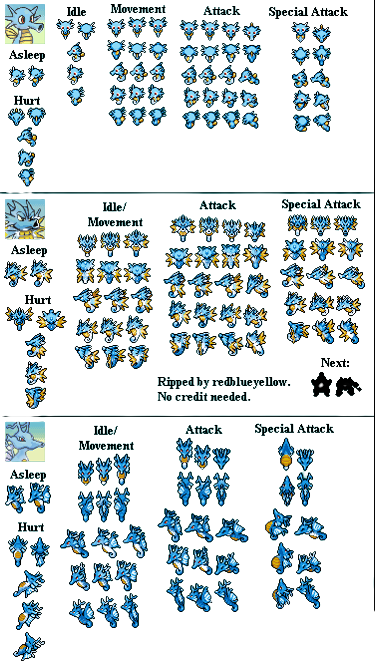 Idle
Movement
Attack
Special Attack
Asleep
Hurt
Idle/
Movement
Attack
Special Attack
Asleep
Hurt
Next:
Ripped by redblueyellow.
No credit needed.
Idle/
Movement
Attack
Special Attack
Asleep
Hurt